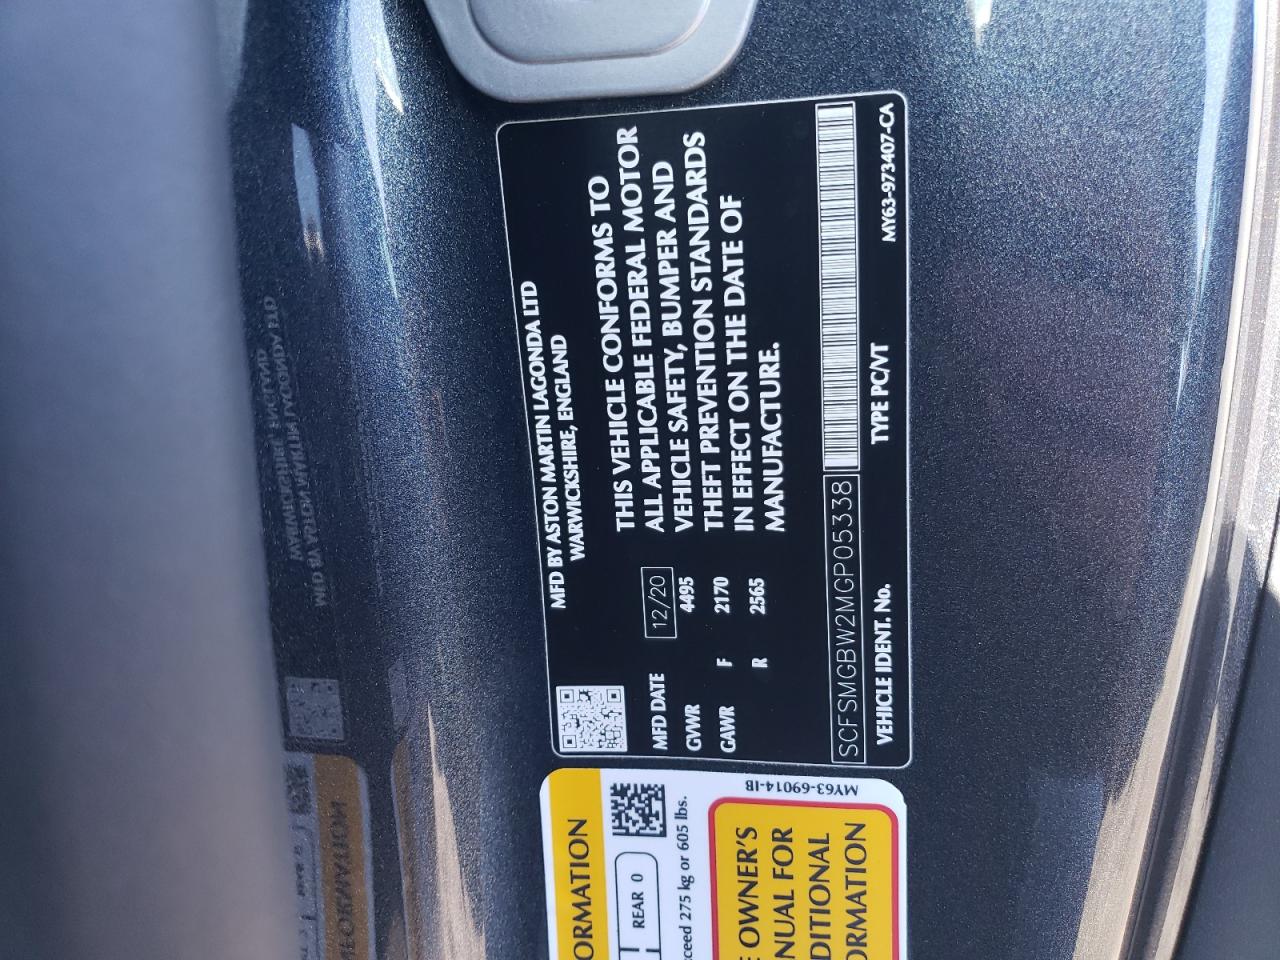 MFD BY ASTON MARTIN LAGONDA LTD
WARWICKSHIRE, ENGLAND
MFD DATE 12/20
GVWR 4495
GAWR F 2170
R 2565
THIS VEHICLE CONFORMS TO
ALL APPLICABLE FEDERAL MOTOR
VEHICLE SAFETY, BUMPER AND
THEFT PREVENTION STANDARDS
IN EFFECT ON THE DATE OF
MANUFACTURE.
SCFSMGBW2MGP05338
VEHICLE IDENT. No. TYPE PC/VT MY63-973407-CA
ORMATION
REAR 0
xceed 275 kg or 605 lbs.
MY63-69014-IB
E OWNER'S
NUAL FOR
DITIONAL
ORMATION